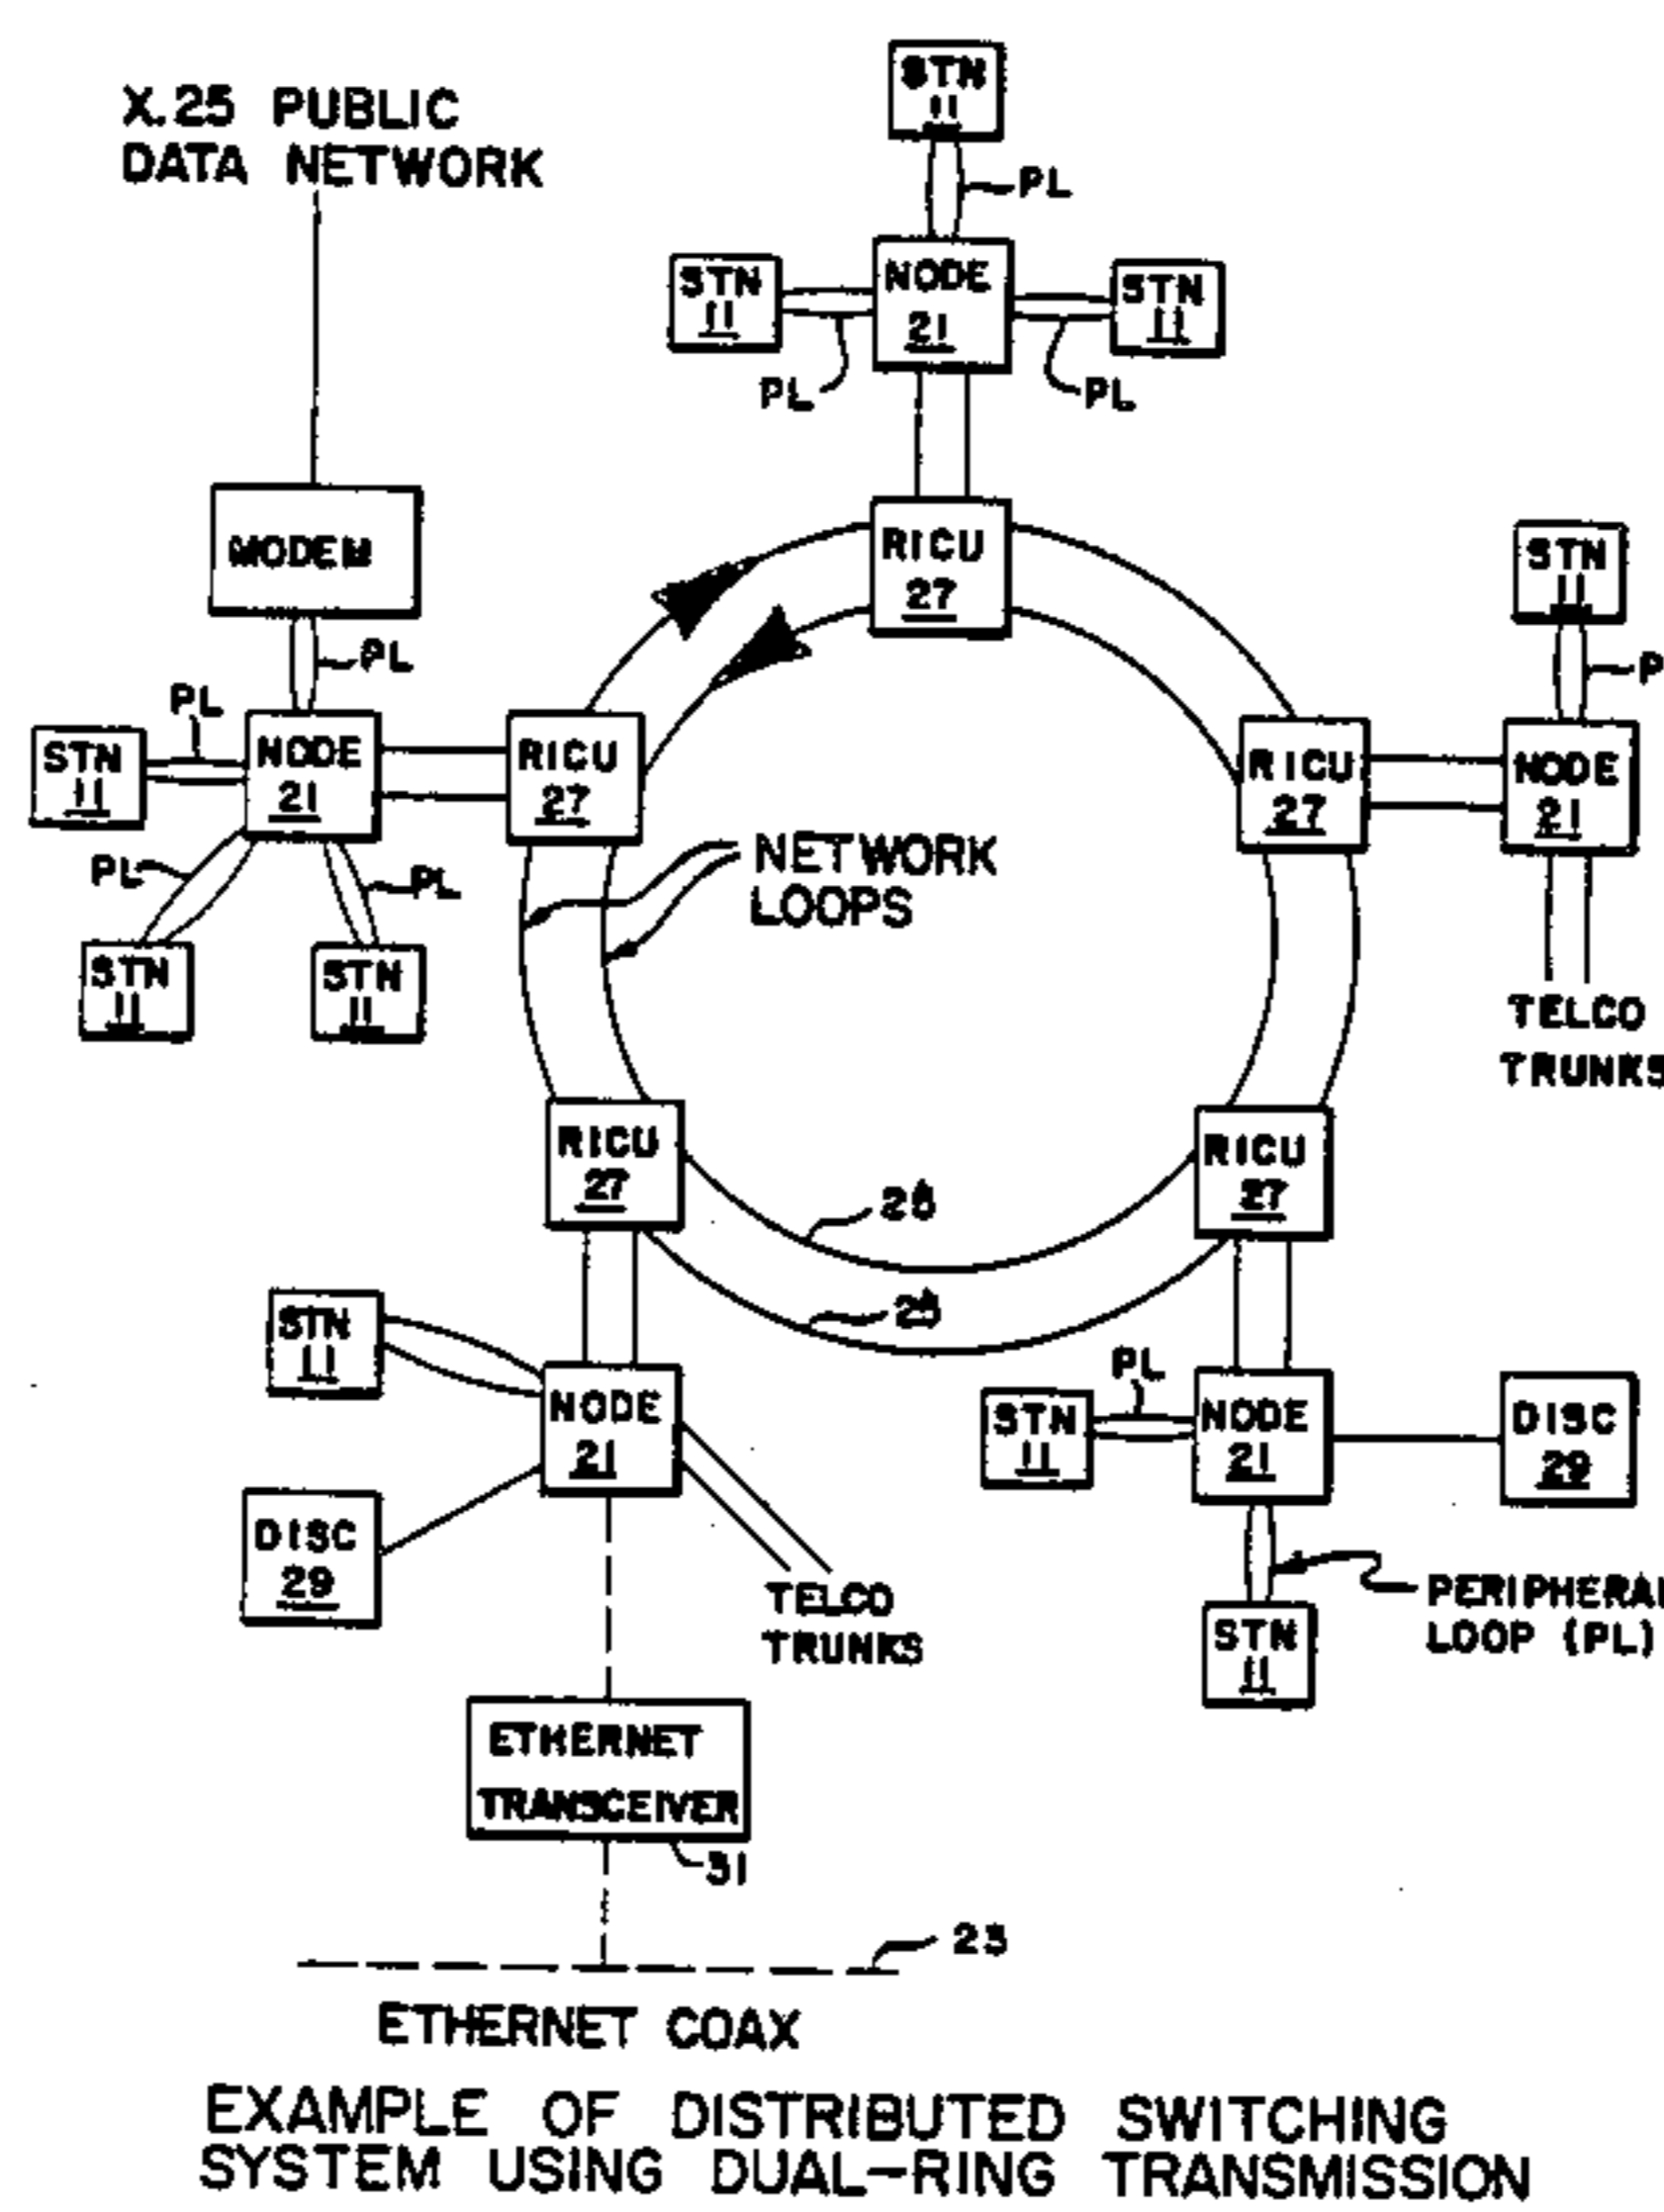 STN
11
X.25 PUBLIC
DATA NETWORK
PL
STN
11
NODE
21
STN
11
PL
PL
MODEM
RICU
27
STN
11
PL
PL
P
STN
11
NODE
21
RICU
27
RICU
27
NODE
21
PL
PL
NETWORK
LOOPS
STN
11
STN
11
TELCO
TRUNKS
RICU
27
RICU
27
STN
11
NODE
21
PL
STN
11
NODE
21
DISC
29
DISC
29
TELCO
TRUNKS
PERIPHERAL
LOOP (PL)
STN
11
ETHERNET
TRANSCEIVER
31
23
ETHERNET COAX
EXAMPLE OF DISTRIBUTED SWITCHING
SYSTEM USING DUAL-RING TRANSMISSION